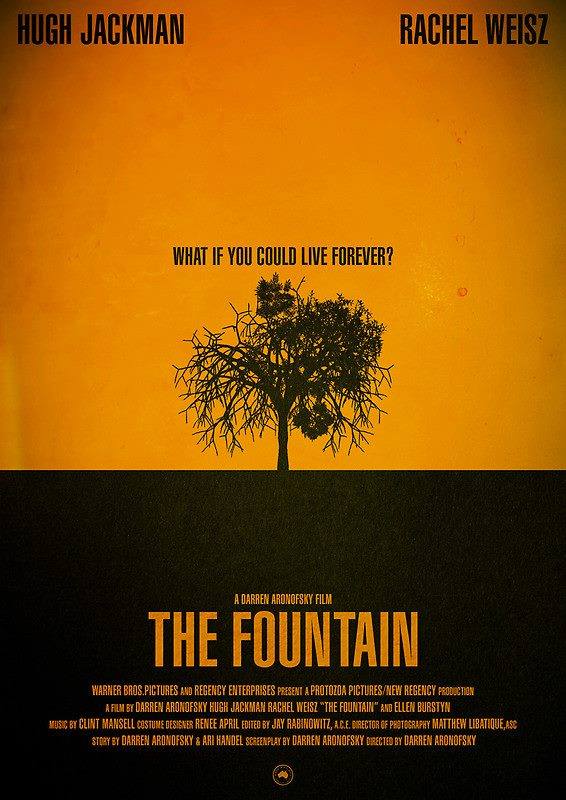 HUGH JACKMAN
RACHEL WEISZ
WHAT IF YOU COULD LIVE FOREVER?
A DARREN ARONOFSKY FILM
THE FOUNTAIN
WARNER BROS.PICTURES AND REGENCY ENTERPRISES PRESENT A PROTOZOA PICTURES/NEW REGENCY PRODUCTION
A FILM BY DARREN ARONOFSKY HUGH JACKMAN RACHEL WEISZ "THE FOUNTAIN" AND ELLEN BURSTYN
MUSIC BY CLINT MANSELL COSTUME DESIGNER RENEE APRIL EDITED BY JAY RABINOWITZ, A.C.E. DIRECTOR OF PHOTOGRAPHY MATTHEW LIBATIQUE,ASC
STORY BY DARREN ARONOFSKY & ARI HANDEL SCREENPLAY BY DARREN ARONOFSKY DIRECTED BY DARREN ARONOFSKY